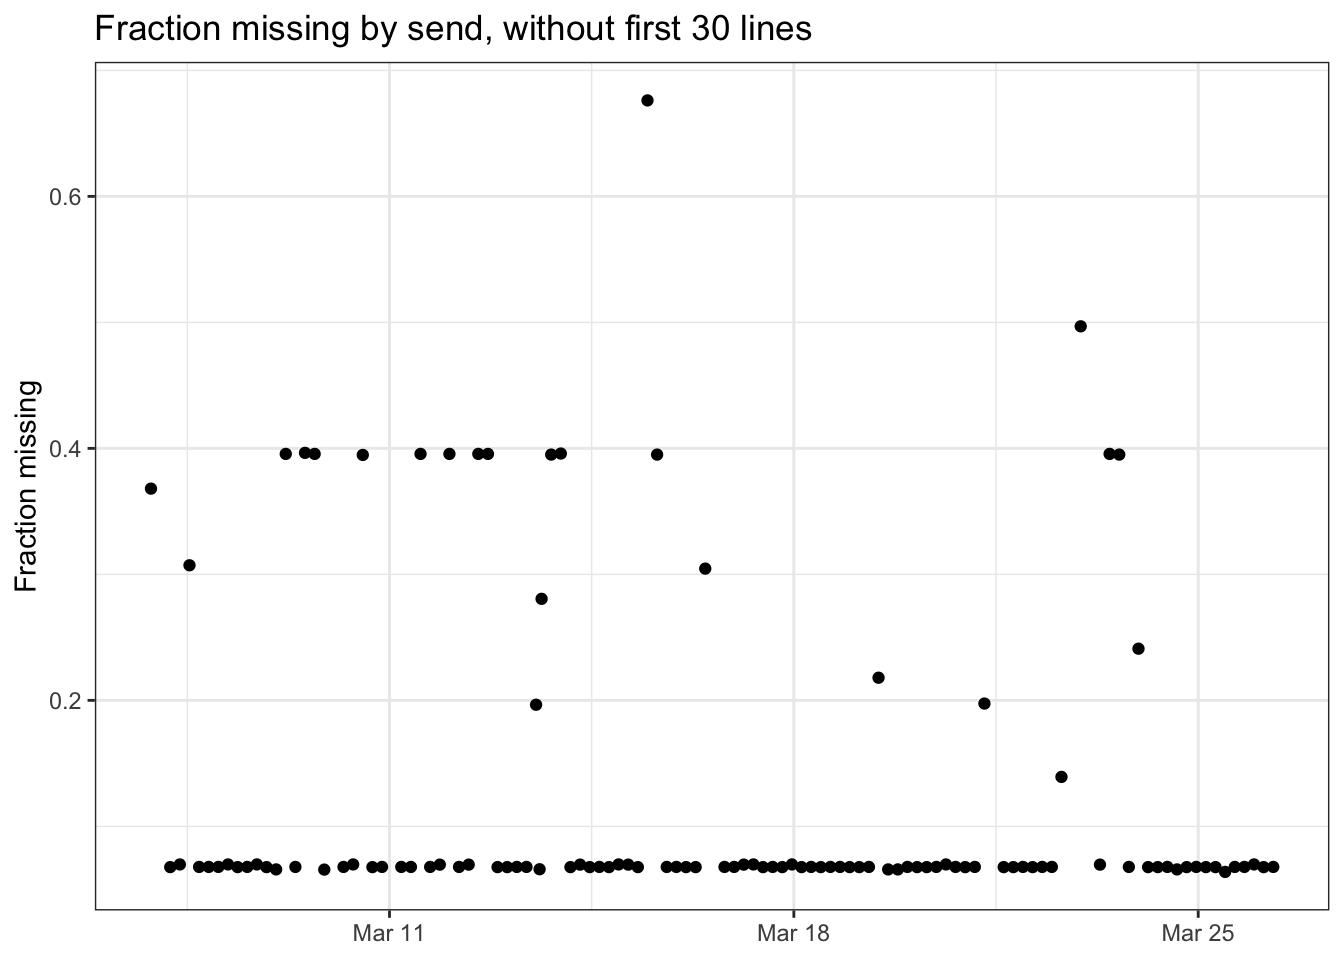 Fraction missing by send, without first 30 lines
Fraction missing
0.6
0.4
0.2
Mar 11
Mar 18
Mar 25